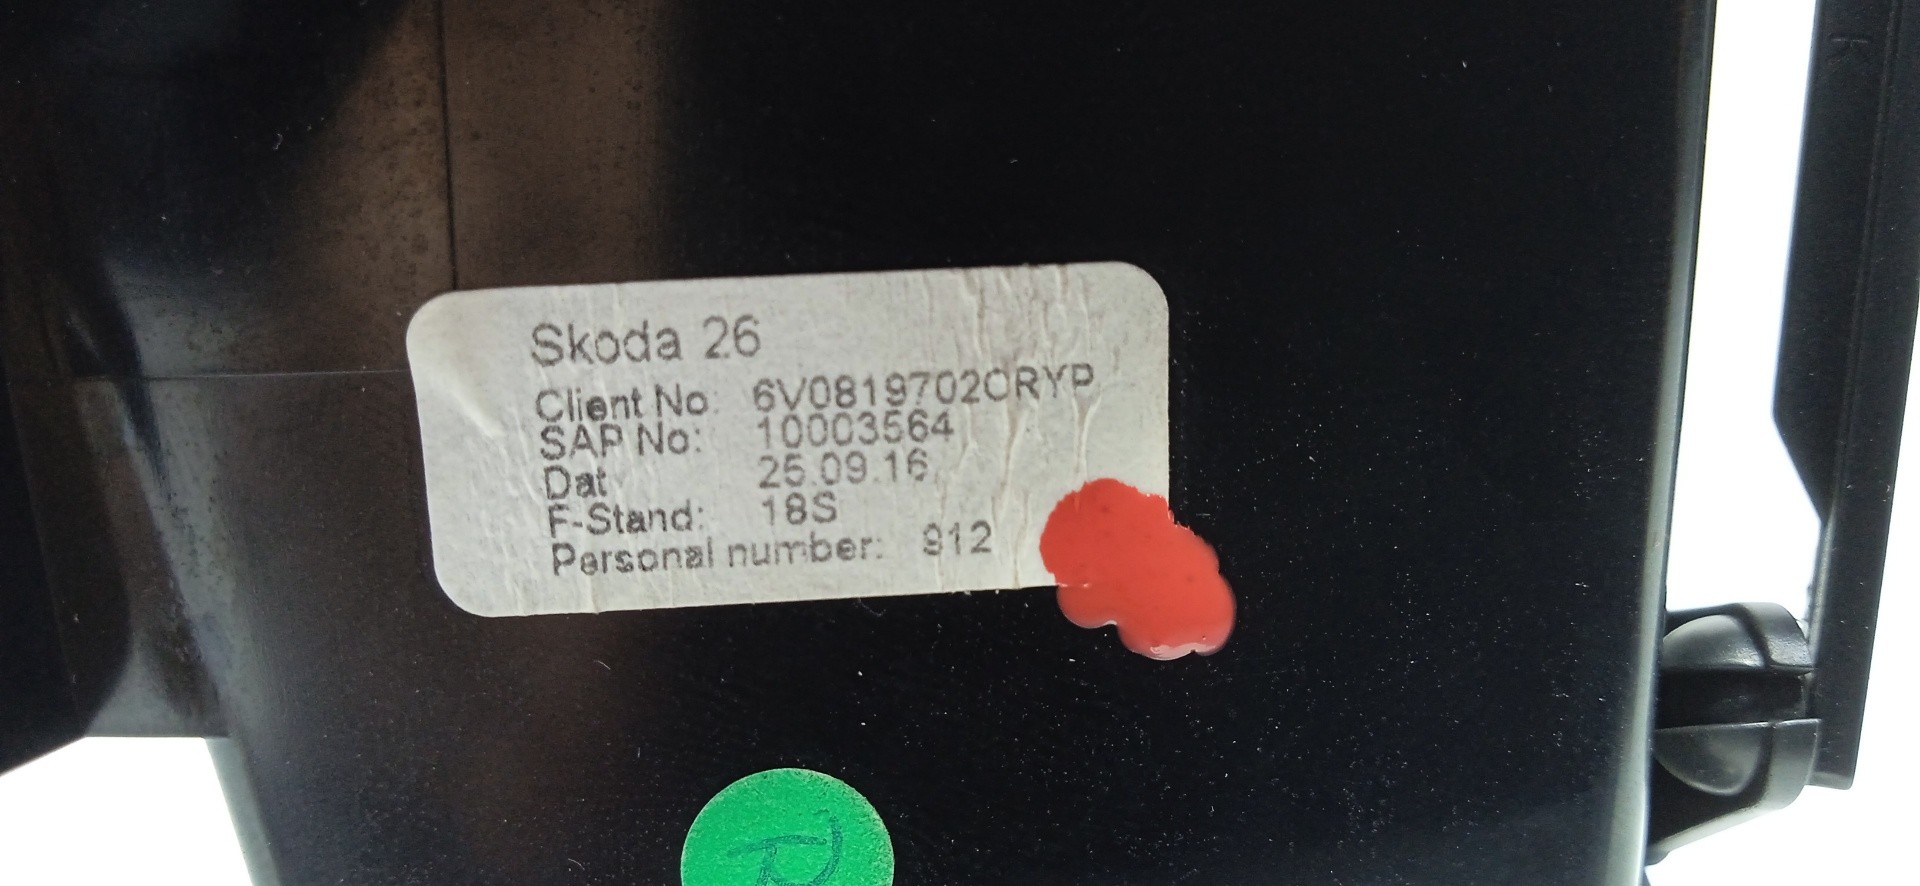 Skoda 26
Client No: 6V0819702CRYP
SAP No: 10003564
Dat 25.09.16
F-Stand: 18S
Personal number: 912
K